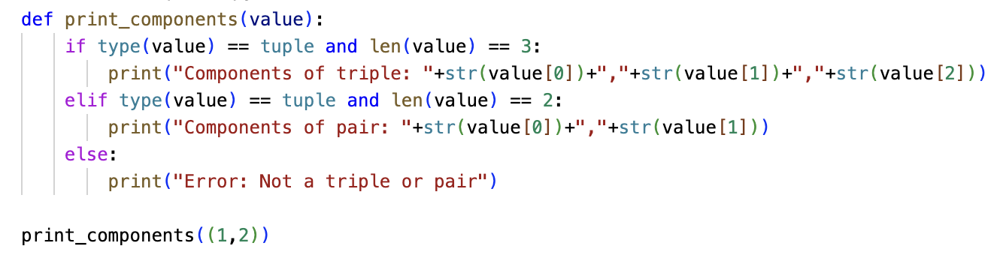 def print_components(value):
    if type(value) == tuple and len(value) == 3:
        print("Components of triple: "+str(value[0])+","+str(value[1])+","+str(value[2]))
    elif type(value) == tuple and len(value) == 2:
        print("Components of pair: "+str(value[0])+","+str(value[1]))
    else:
        print("Error: Not a triple or pair")

print_components((1,2))